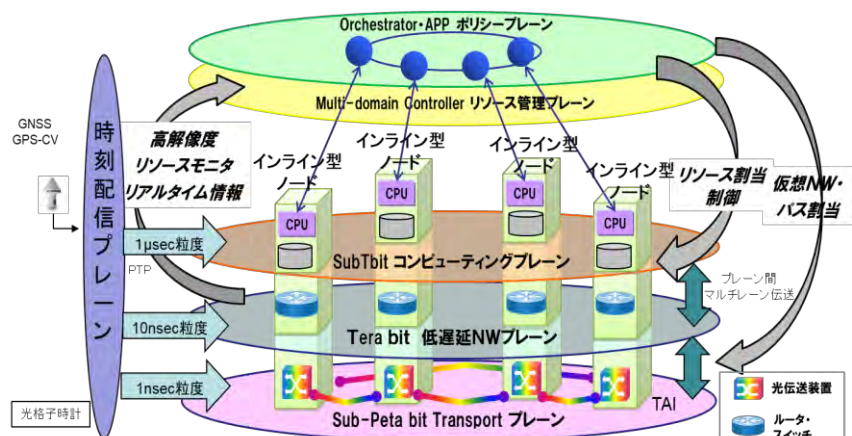 Orchestrator・APP ポリシープレーン
Multi-domain Controller リソース管理プレーン
GNSS
GPS-CV
時刻配信プレーン
高解像度
リソースモニタ
リアルタイム情報
インライン型
ノード
インライン型
ノード
インライン型
ノード
インライン型
ノード
リソース割当
制御
仮想NW・
パス割当
CPU
CPU
CPU
CPU
1μsec粒度
PTP
SubTbit コンピューティングプレーン
プレーン間
マルチレーン伝送
10nsec粒度
Tera bit 低遅延NWプレーン
1nsec粒度
光格子時計
Sub-Peta bit Transport プレーン
TAI
光伝送装置
ルータ・
スイッチ